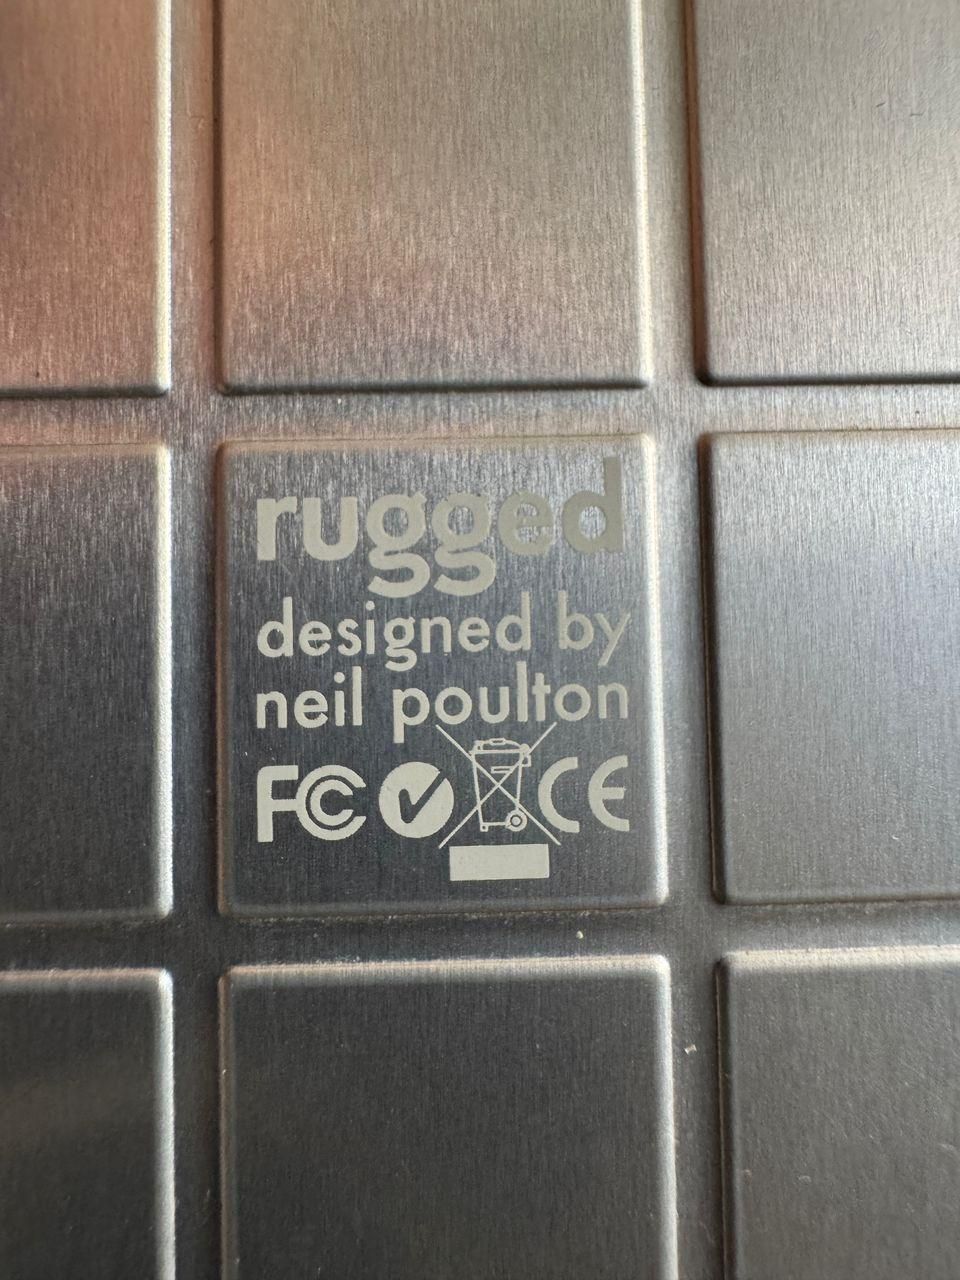 rugged
designed by
neil poulton
FC CE